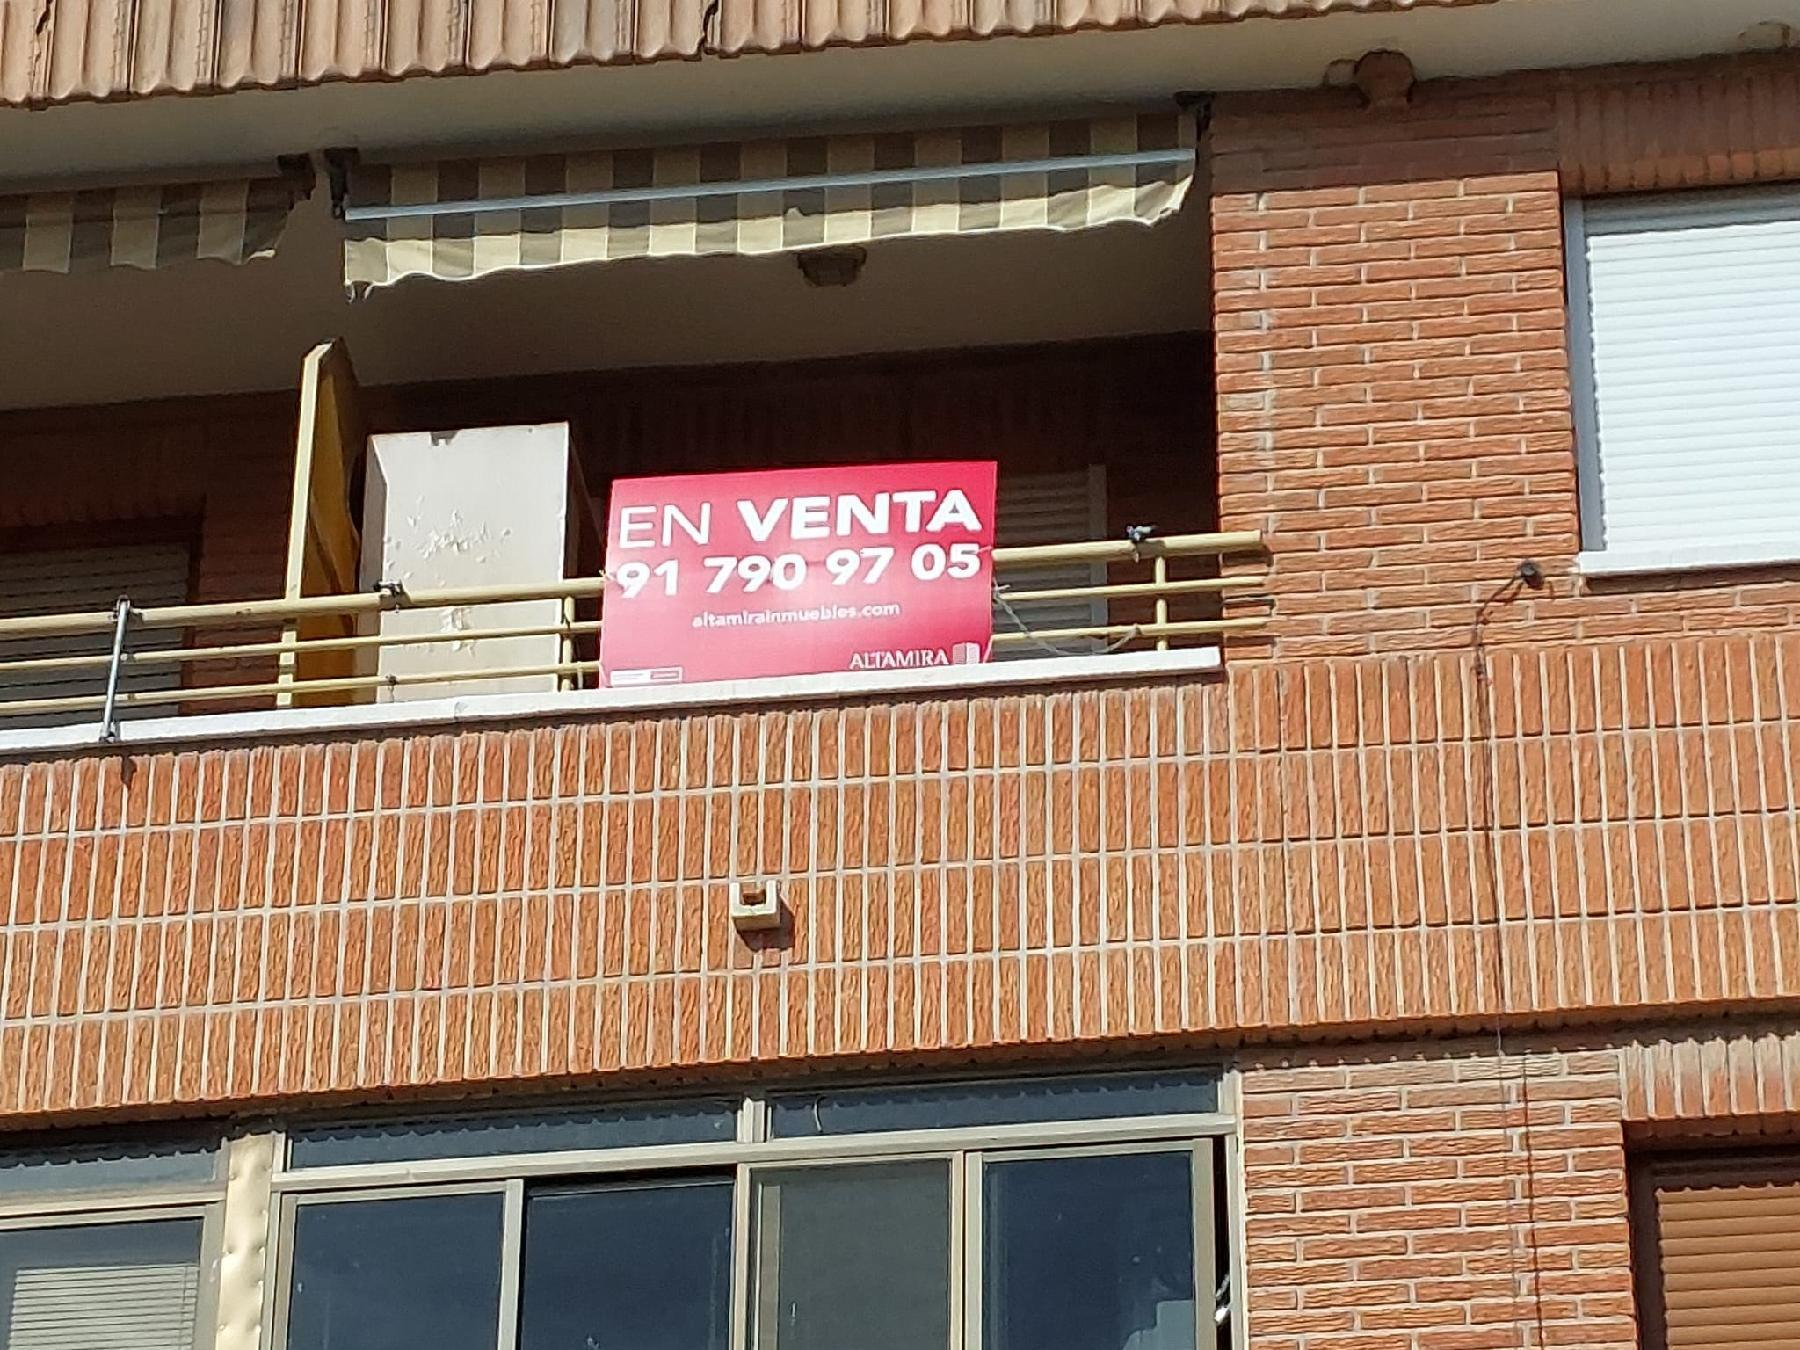 EN VENTA
91 790 97 05
altamirainmuebles.com
ALTAMIRA